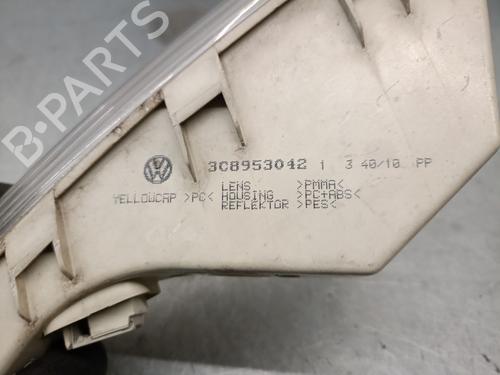 B-PARTS
3C8953042 1 3 40/10 PP
LENS >PMMA<
YELLOWCAP >PC< HOUSING >PC+ABS<
REFLEKTOR >PES<